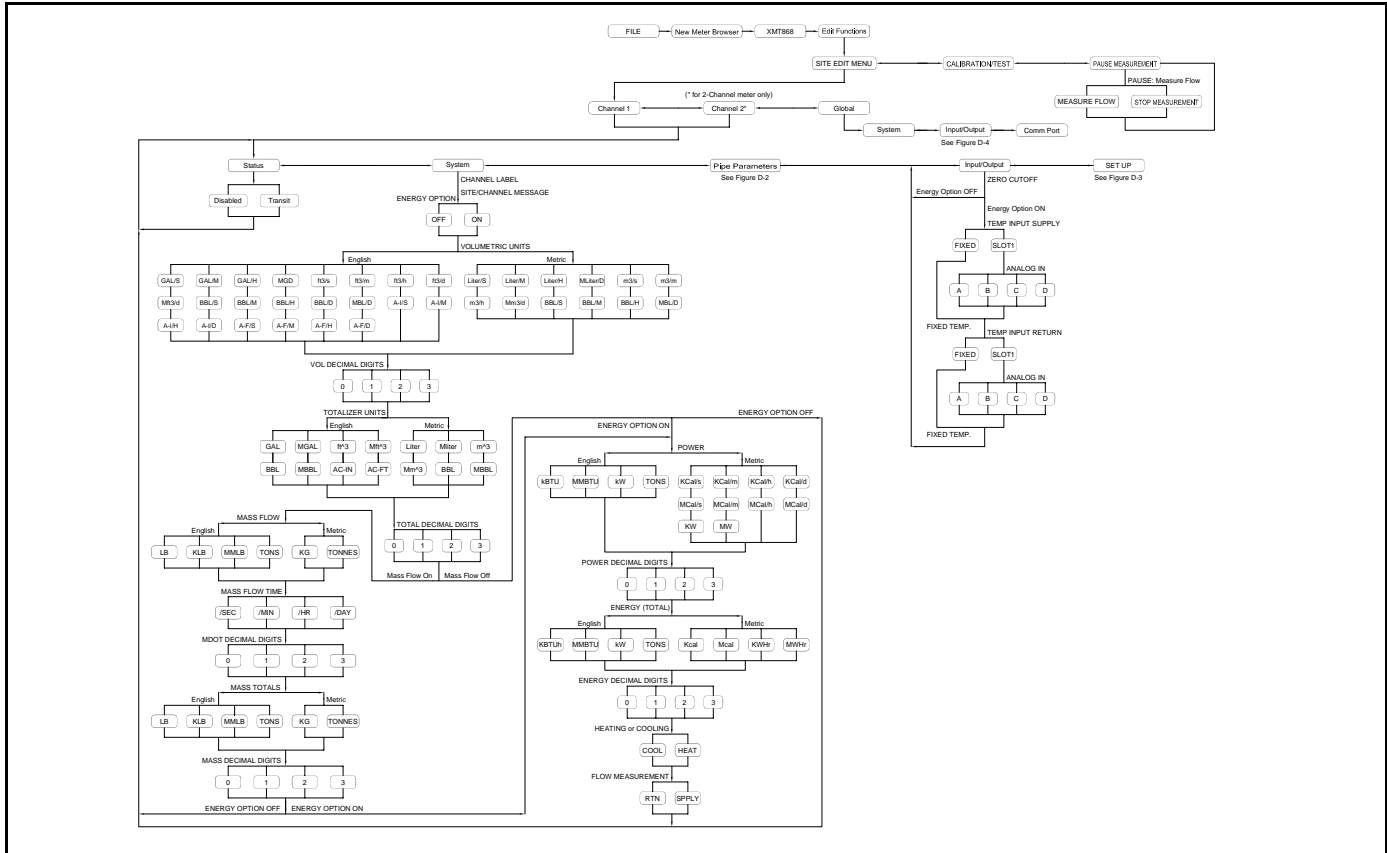 FILE New Meter Browser XMT868 Edit Functions
SITE EDIT MENU CALIBRATION/TEST PAUSE MEASUREMENT
PAUSE: Measure Flow
(* for 2-Channel meter only)
MEASURE FLOW STOP MEASUREMENT
Channel 1 Channel 2* Global
System Input/Output Comm Port
See Figure D-4
Status System Pipe Parameters Input/Output SET UP
See Figure D-2 See Figure D-3
CHANNEL LABEL ZERO CUTOFF
SITE/CHANNEL MESSAGE
Energy Option OFF
ENERGY OPTION
Disabled Transit
Energy Option ON
OFF ON
TEMP INPUT SUPPLY
VOLUMETRIC UNITS
FIXED SLOT1
English Metric
ANALOG IN
GAL/S GAL/M GAL/H MGD ft3/s ft3/m ft3/h ft3/d Liter/S Liter/M Liter/H MLiter/D m3/s m3/m
A B C D
Mft3/d BBL/S BBL/M BBL/H BBL/D MBL/D A-I/S A-I/M m3/h Mm3/d BBL/S BBL/M BBL/H MBL/D
A-I/H A-I/D A-F/S A-F/M A-F/H A-F/D
FIXED TEMP.
TEMP INPUT RETURN
FIXED SLOT1
VOL DECIMAL DIGITS
ANALOG IN
0 1 2 3
A B C D
TOTALIZER UNITS
ENERGY OPTION OFF
English Metric
ENERGY OPTION ON
FIXED TEMP.
GAL MGAL ft^3 Mft^3 Liter Mliter m^3
POWER
English Metric
BBL MBBL AC-IN AC-FT Mm^3 BBL MBBL
kBTU MMBTU kW TONS KCal/s KCal/m KCal/h KCal/d
MCal/s MCal/m MCal/h MCal/d
MASS FLOW
TOTAL DECIMAL DIGITS
KW MW
English Metric
0 1 2 3
LB KLB MMLB TONS KG TONNES
POWER DECIMAL DIGITS
Mass Flow On Mass Flow Off
0 1 2 3
MASS FLOW TIME
ENERGY (TOTAL)
/SEC /MIN /HR /DAY
English Metric
MDOT DECIMAL DIGITS
KBTUh MMBTU kW TONS Kcal Mcal KWHr MWHr
0 1 2 3
ENERGY DECIMAL DIGITS
MASS TOTALS
English Metric
0 1 2 3
LB KLB MMLB TONS KG TONNES
HEATING or COOLING
COOL HEAT
MASS DECIMAL DIGITS
FLOW MEASUREMENT
0 1 2 3
RTN SPPLY
ENERGY OPTION OFF ENERGY OPTION ON